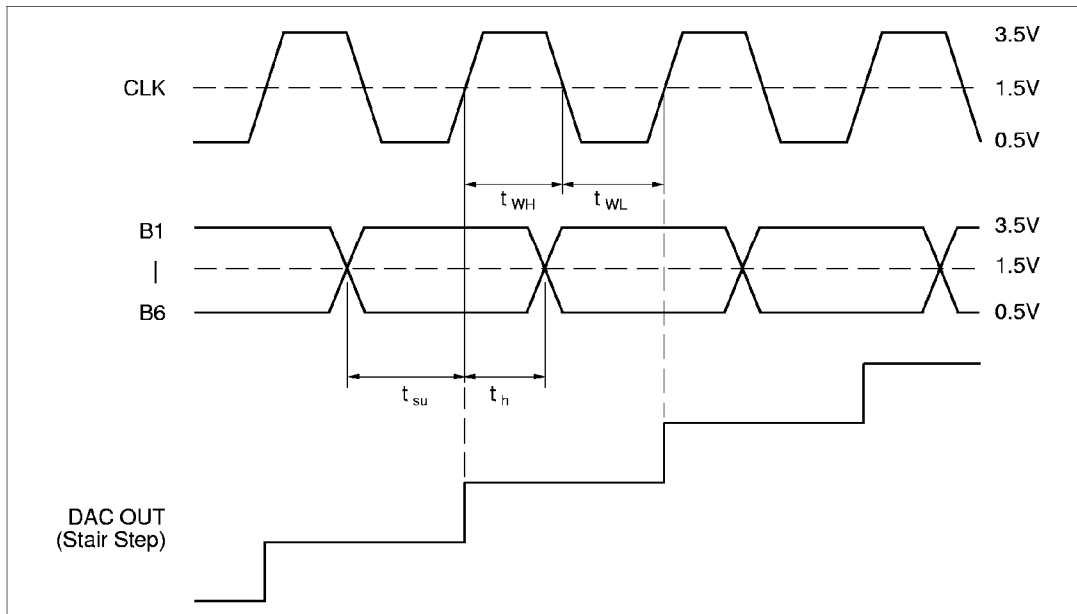 3.5V
CLK
1.5V
0.5V
t WH
t WL
B1
3.5V
|
1.5V
B6
0.5V
t su
t h
DAC OUT
(Stair Step)